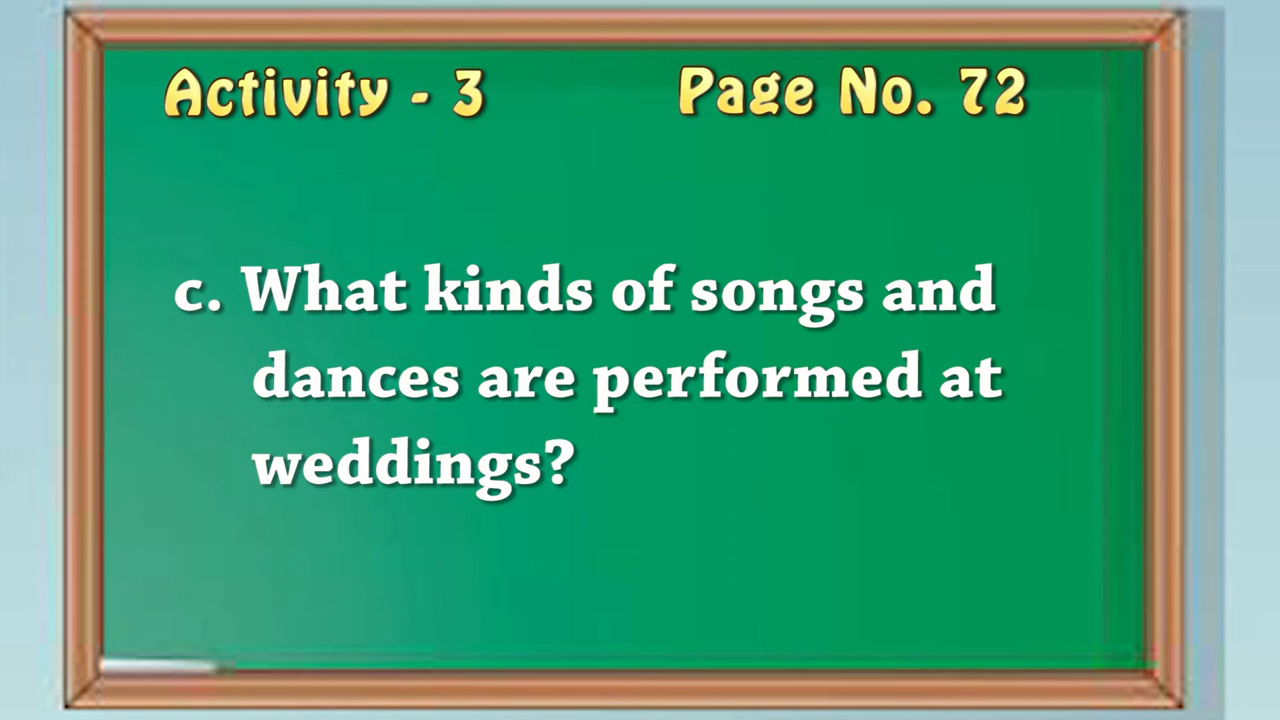 Activity - 3 Page No. 72
c. What kinds of songs and
dances are performed at
weddings?